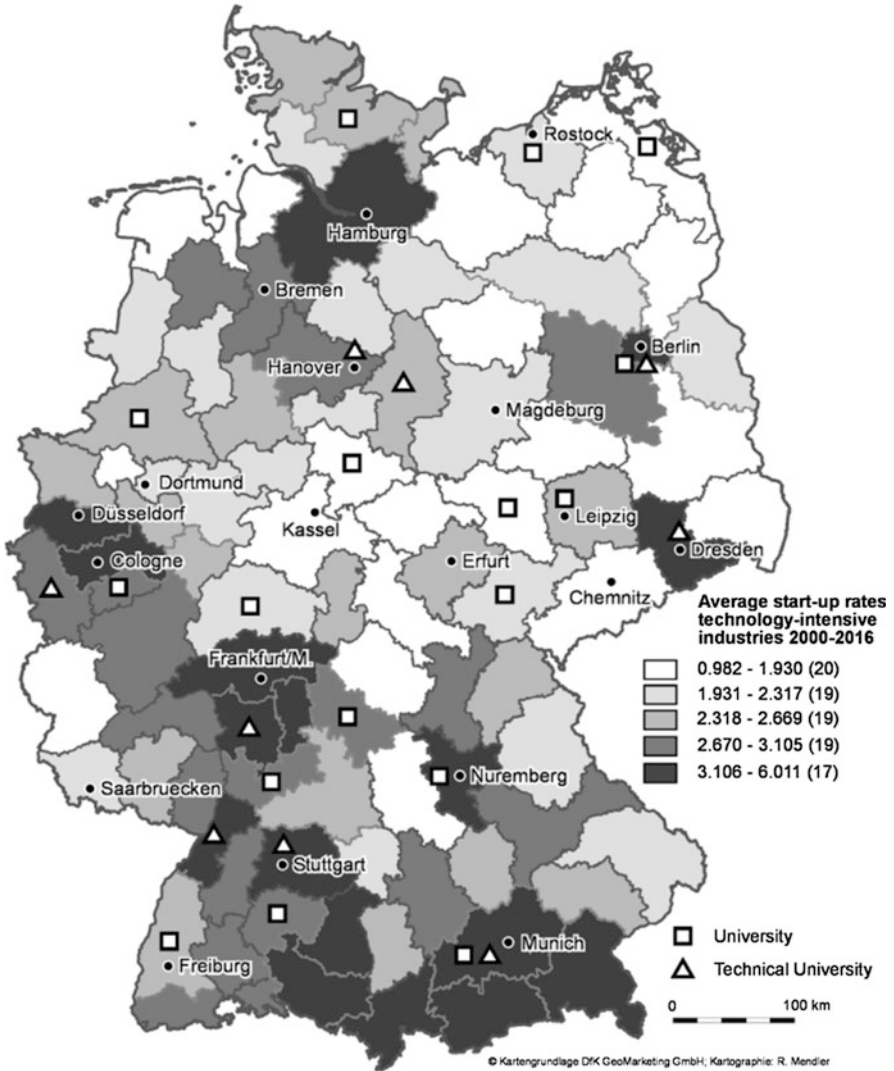 Rostock
Hamburg
Bremen
Berlin
Hanover
Magdeburg
Dortmund
Düsseldorf
Kassel
Leipzig
Cologne
Erfurt
Dresden
Chemnitz
Average start-up rates
technology-intensive
industries 2000-2016
0.982 - 1.930 (20)
1.931 - 2.317 (19)
2.318 - 2.669 (19)
2.670 - 3.105 (19)
3.106 - 6.011 (17)
Frankfurt/M.
Nuremberg
Saarbruecken
Stuttgart
Munich
Freiburg
University
Technical University
0 100 km
© Kartengrundlage DfK GeoMarketing GmbH; Kartographie: R. Mendler